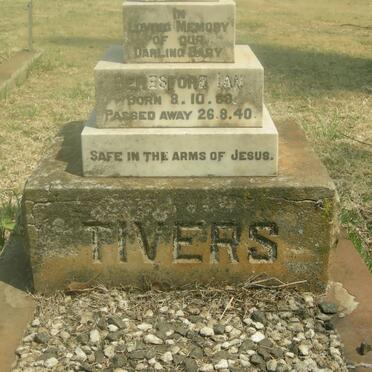 IN
LOVING MEMORY
OF OUR
DARLING BABY
BERESFORD IAN
BORN 8.10.39.
PASSED AWAY 26.8.40.
SAFE IN THE ARMS OF JESUS.
TIVERS